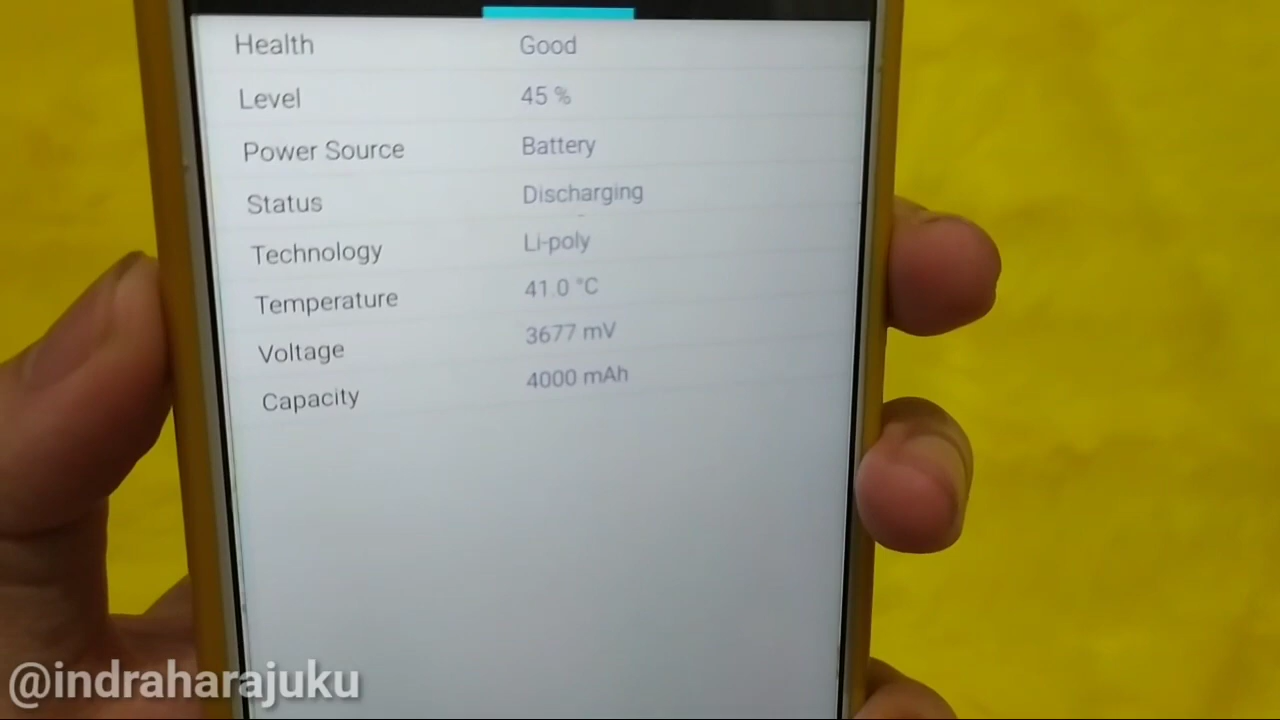 Health Good
Level 45 %
Power Source Battery
Status Discharging
Technology Li-poly
Temperature 41.0 °C
Voltage 3677 mV
Capacity 4000 mAh
@indraharajuku